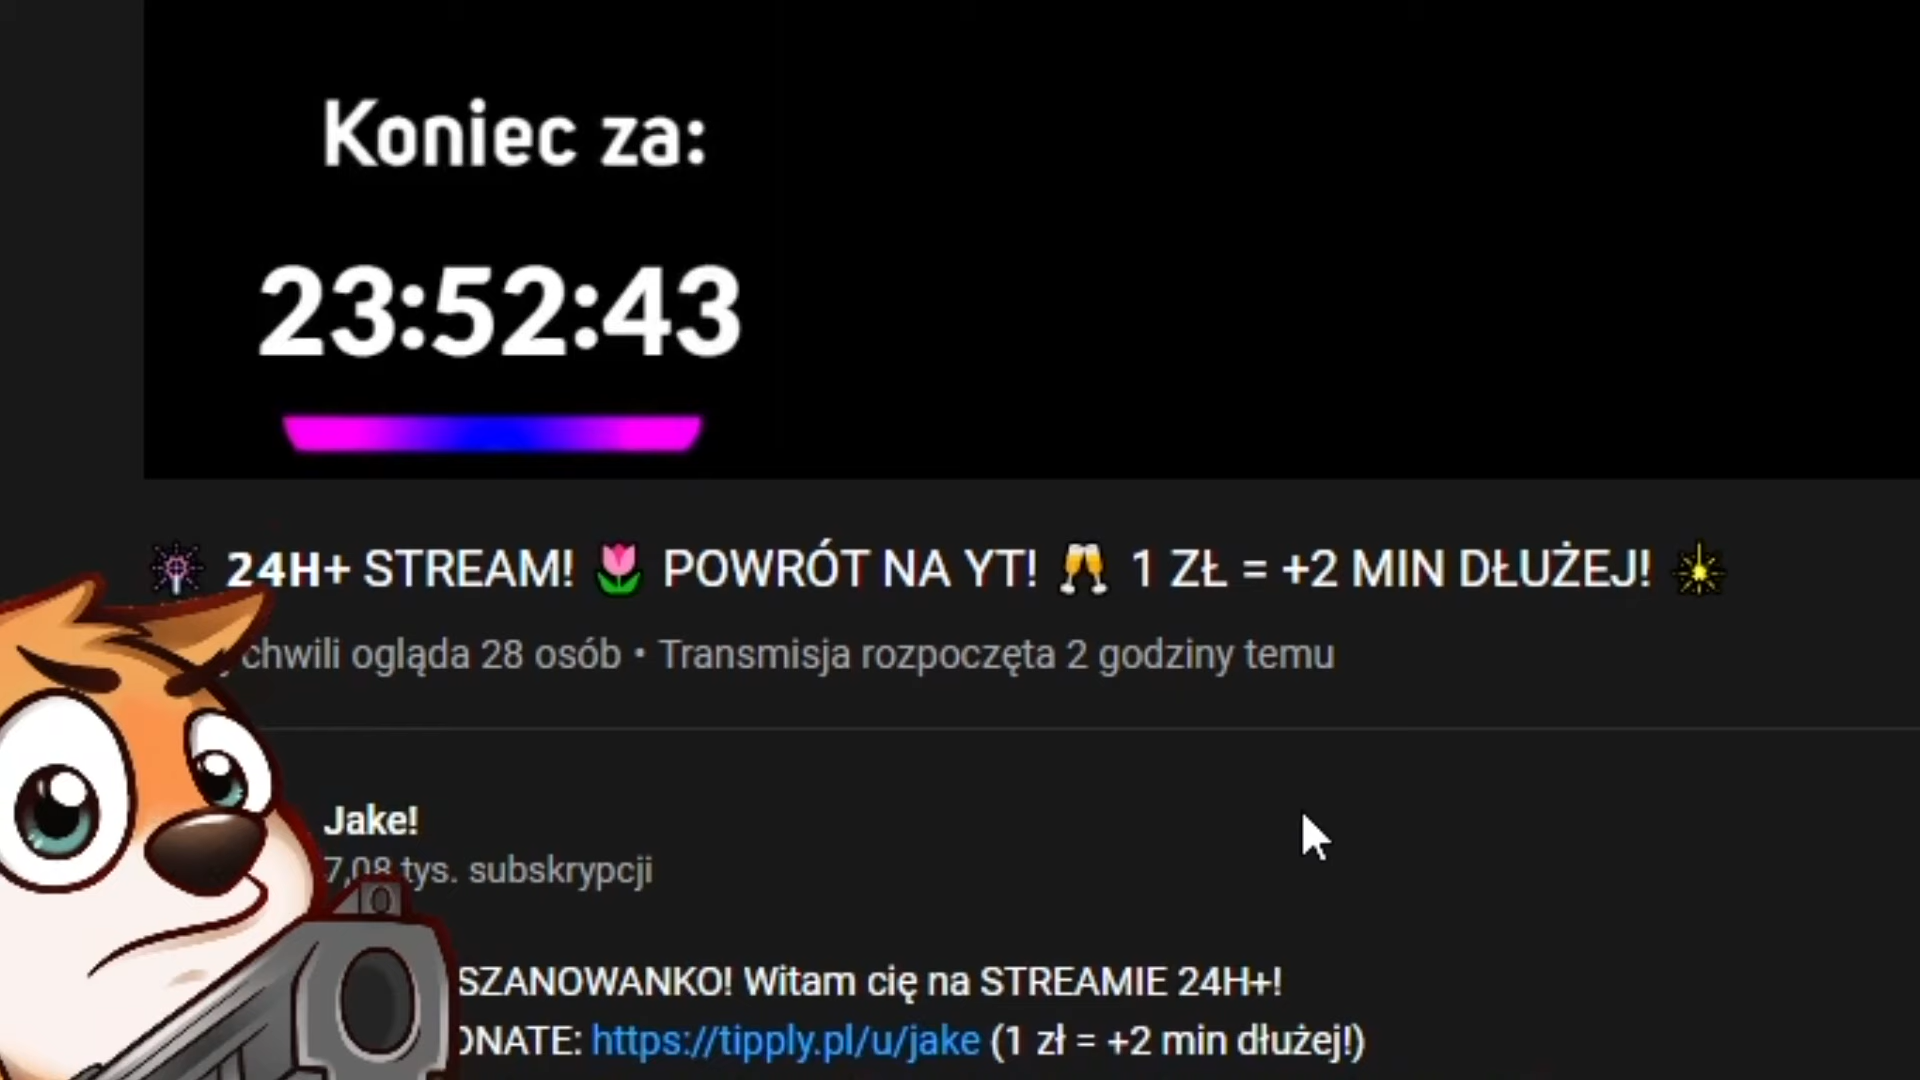 Koniec za:
23:52:43
24H+ STREAM! 🌷 POWRÓT NA YT! 🥂 1 ZŁ = +2 MIN DŁUŻEJ!
chwili ogląda 28 osób • Transmisja rozpoczęta 2 godziny temu
Jake!
7,08 tys. subskrypcji
SZANOWANKO! Witam cię na STREAMIE 24H+!
ONATE: https://tipply.pl/u/jake (1 zł = +2 min dłużej!)